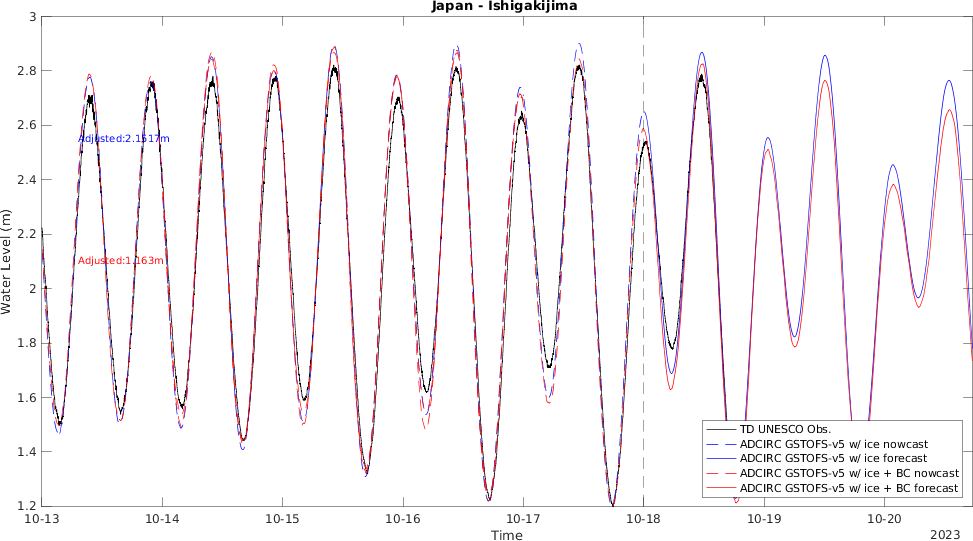 Japan - Ishigakijima
3
2.8
2.6
2.4
2.2
2
1.8
1.6
1.4
1.2
Water Level (m)
Adjusted:2.1517m
Adjusted:1.163m
TD UNESCO Obs.
ADCIRC GSTOFS-v5 w/ ice nowcast
ADCIRC GSTOFS-v5 w/ ice forecast
ADCIRC GSTOFS-v5 w/ ice + BC nowcast
ADCIRC GSTOFS-v5 w/ ice + BC forecast
10-13 10-14 10-15 10-16 10-17 10-18 10-19 10-20
Time
2023